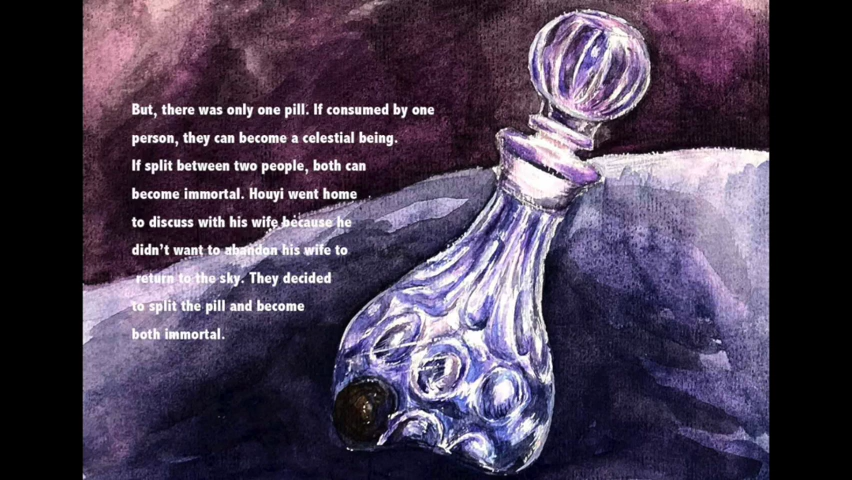 But, there was only one pill. If consumed by one
person, they can become a celestial being.
If split between two people, both can
become immortal. Houyi went home
to discuss with his wife because he
didn't want to abandon his wife to
return to the sky. They decided
to split the pill and become
both immortal.